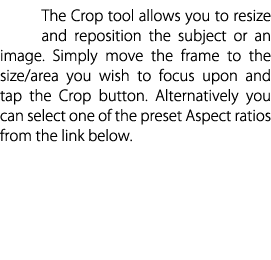 The Crop tool allows you to resize
and reposition the subject or an
image. Simply move the frame to the
size/area you wish to focus upon and
tap the Crop button. Alternatively you
can select one of the preset Aspect ratios
from the link below.